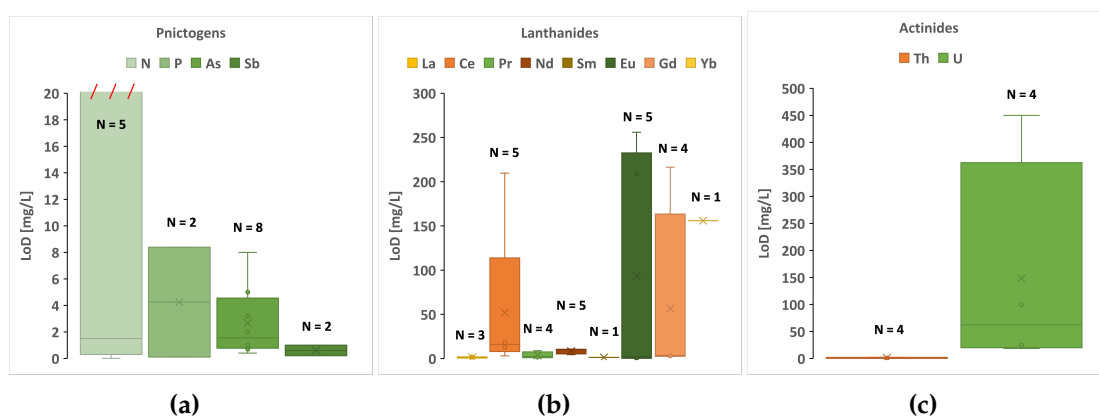 Pnictogens
N P As Sb
LoD [mg/L]
20
18
16
14
12
10
8
6
4
2
0
N = 5
N = 2
N = 8
N = 2
(a)
Lanthanides
La Ce Pr Nd Sm Eu Gd Yb
LoD [mg/L]
300
250
200
150
100
50
0
N = 3
N = 5
N = 4
N = 5
N = 1
N = 5
N = 4
N = 1
(b)
Actinides
Th U
LoD [mg/L]
500
450
400
350
300
250
200
150
100
50
0
N = 4
N = 4
(c)